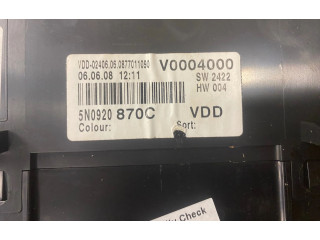 VDD-02406.06.0877011050 V0004000
06.06.08 12:11 SW 2422
HW 004
5N0920 870C VDD
Colour: Sort:
Check